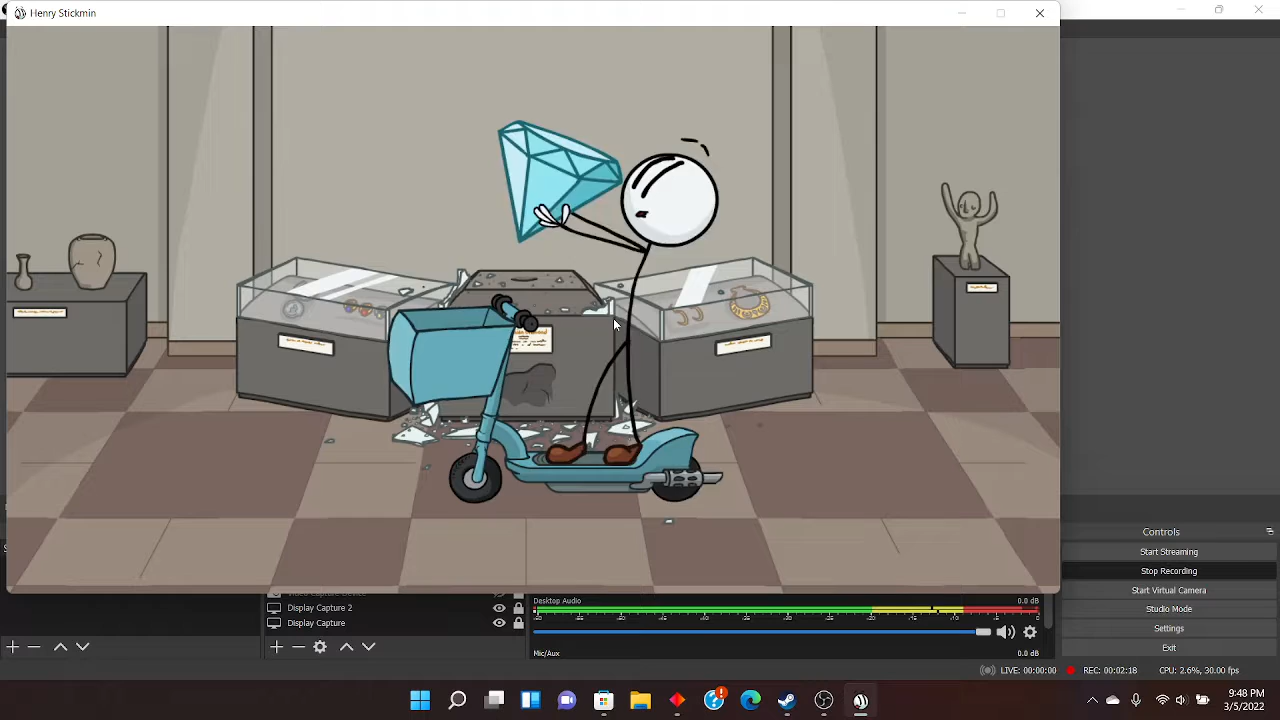 Henry Stickmin
Controls
Start Streaming
Stop Recording
Start Virtual Camera
Studio Mode
Settings
Exit
Display Capture 2
Display Capture
Desktop Audio
0.0 dB
Mic/Aux
0.0 dB
LIVE: 00:00:00
REC: 00:02:18
CPU: 2.6%, 30.00 fps
9:48 PM
3/5/2022